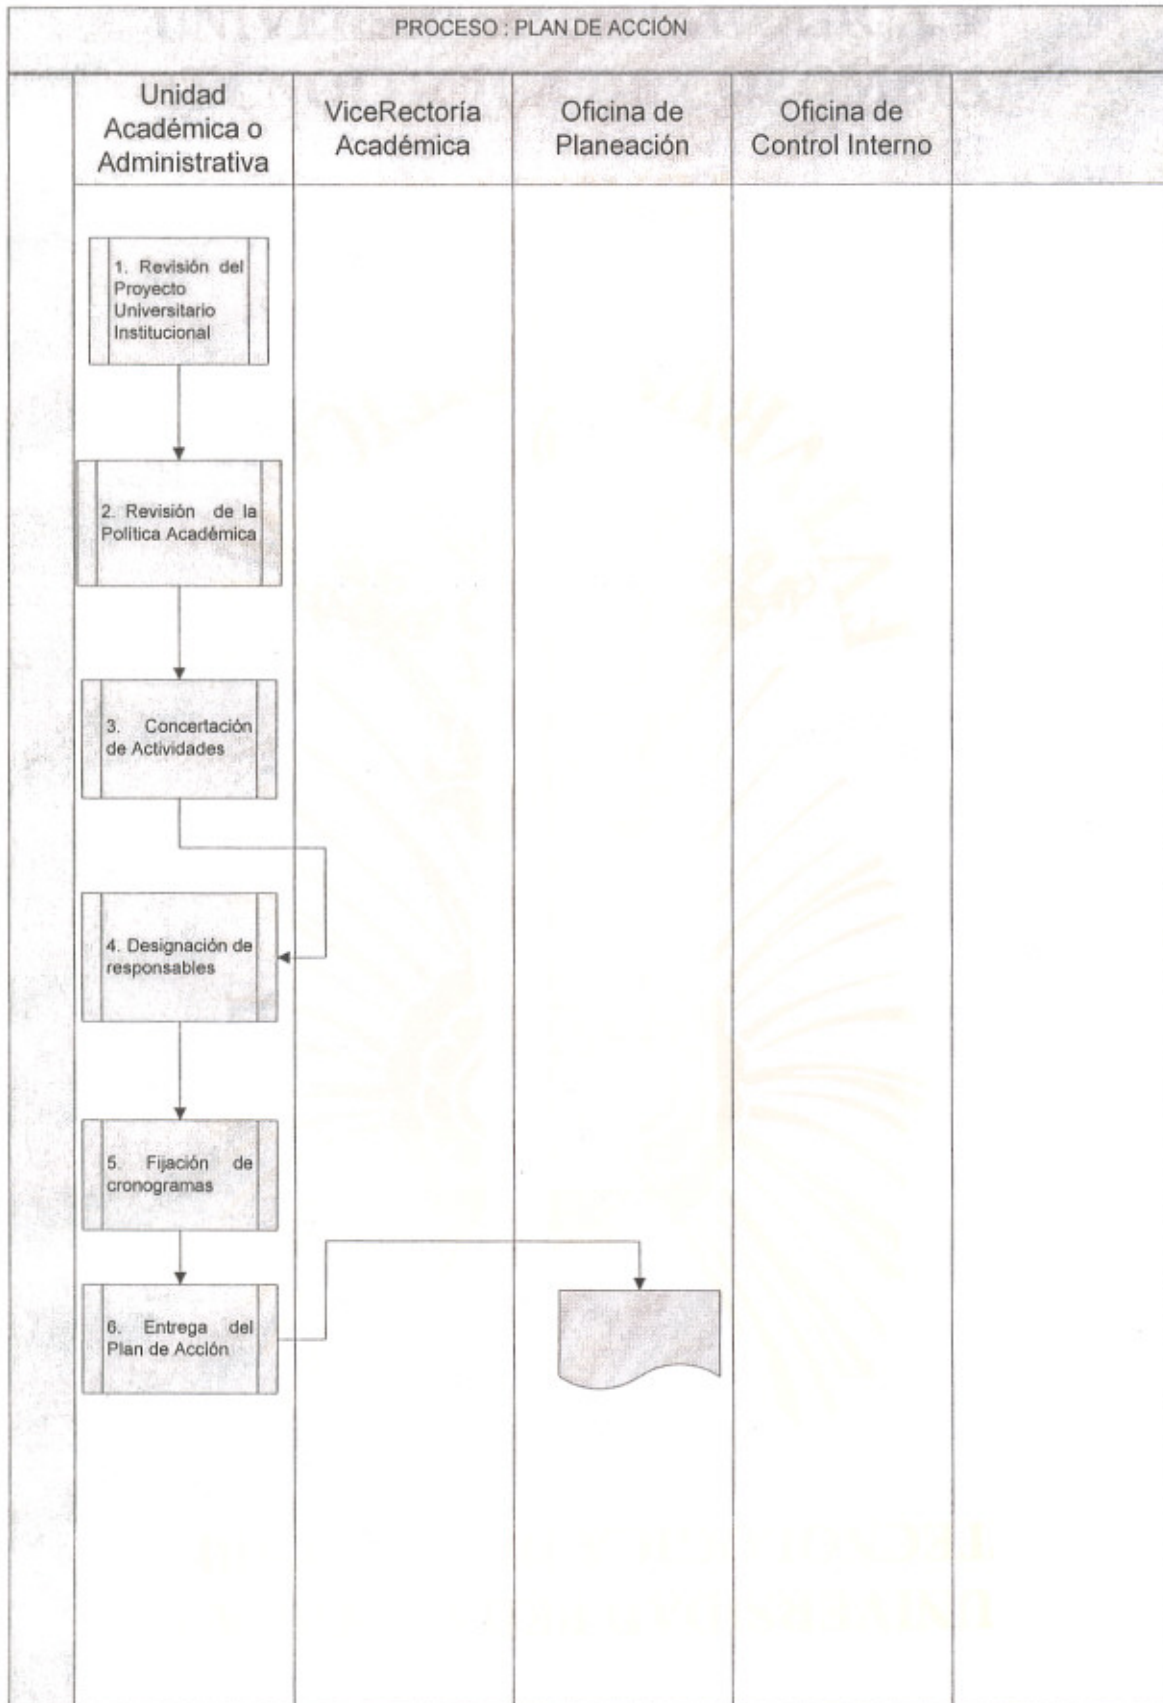 PROCESO : PLAN DE ACCIÓN
Unidad
Académica o
Administrativa
ViceRectoría
Académica
Oficina de
Planeación
Oficina de
Control Interno
1. Revisión del
Proyecto
Universitario
Institucional
2. Revisión de la
Política Académica
3. Concertación
de Actividades
4. Designación de
responsables
5. Fijación de
cronogramas
6. Entrega del
Plan de Acción